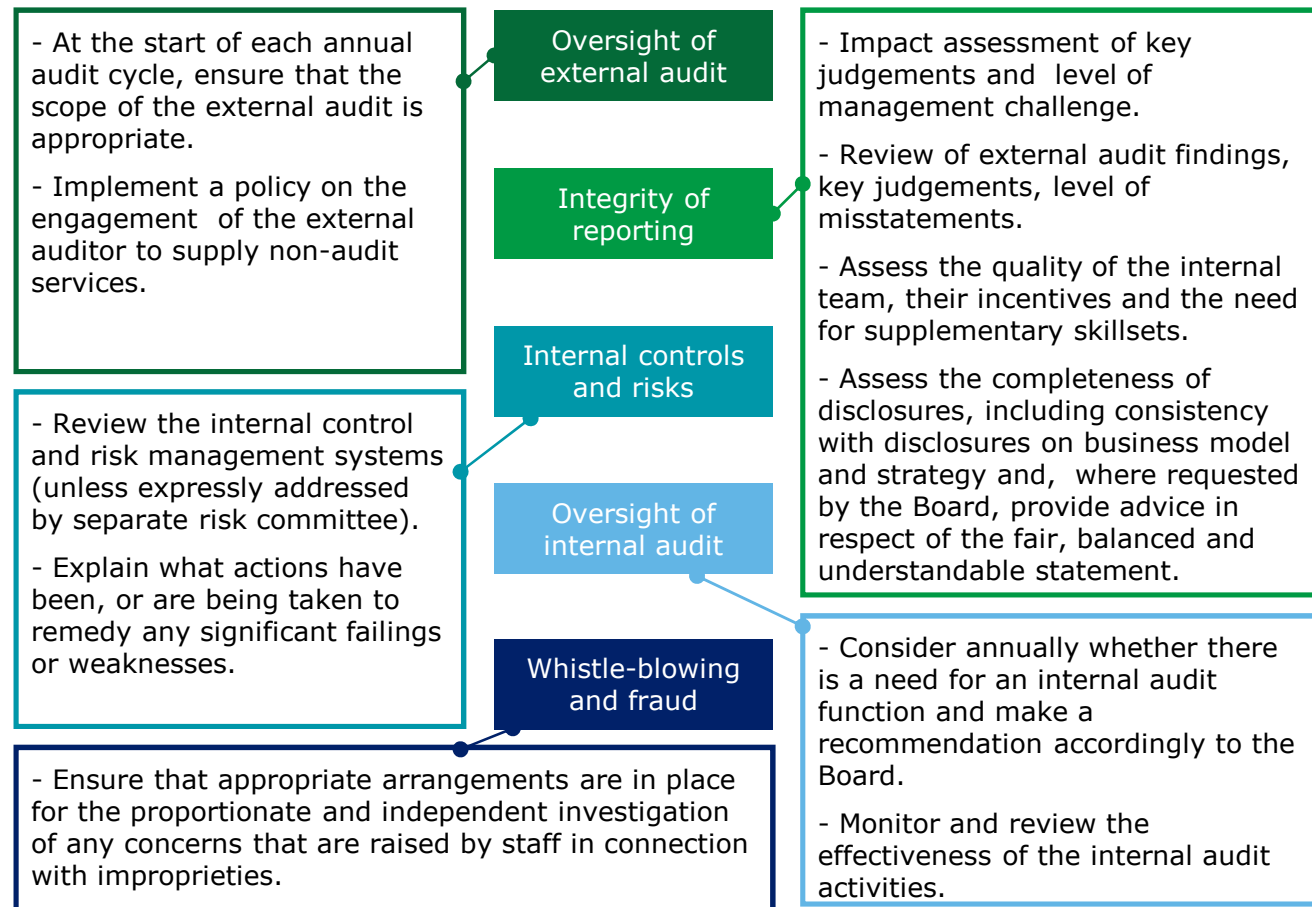 Oversight of
external audit
- At the start of each annual
audit cycle, ensure that the
scope of the external audit is
appropriate.
- Implement a policy on the
engagement of the external
auditor to supply non-audit
services.
Integrity of
reporting
- Impact assessment of key
judgements and level of
management challenge.
- Review of external audit findings,
key judgements, level of
misstatements.
- Assess the quality of the internal
team, their incentives and the need
for supplementary skillsets.
- Assess the completeness of
disclosures, including consistency
with disclosures on business model
and strategy and, where requested
by the Board, provide advice in
respect of the fair, balanced and
understandable statement.
Internal controls
and risks
- Review the internal control
and risk management systems
(unless expressly addressed
by separate risk committee).
- Explain what actions have
been, or are being taken to
remedy any significant failings
or weaknesses.
Oversight of
internal audit
- Consider annually whether there
is a need for an internal audit
function and make a
recommendation accordingly to the
Board.
- Monitor and review the
effectiveness of the internal audit
activities.
Whistle-blowing
and fraud
- Ensure that appropriate arrangements are in place
for the proportionate and independent investigation
of any concerns that are raised by staff in connection
with improprieties.